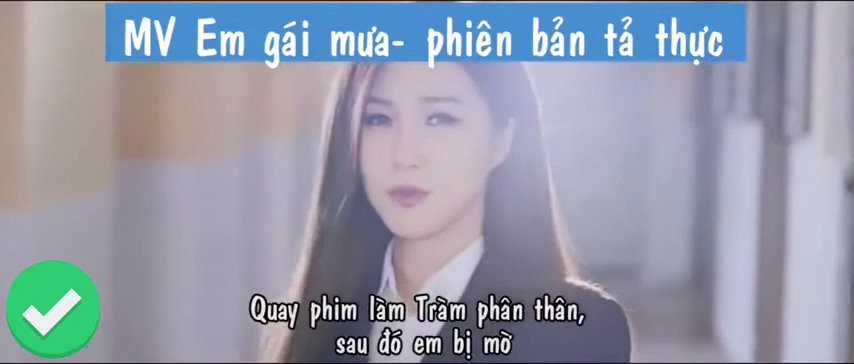 MV Em gái mưa- phiên bản tả thực
Quay phim làm Tràm phân thân,
sau đó em bị mờ